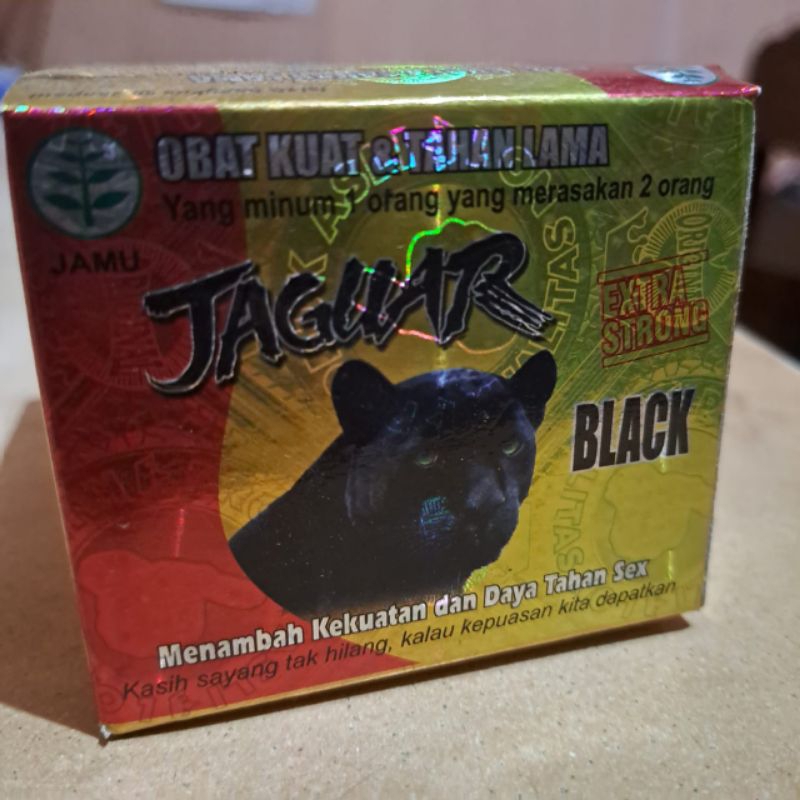 OBAT KUAT & TAHAN LAMA
Yang minum 1 orang yang merasakan 2 orang
JAMU
JAGUAR
EXTRA
STRONG
BLACK
Menambah Kekuatan dan Daya Tahan Sex
Kasih sayang tak hilang, kalau kepuasan kita dapatkan